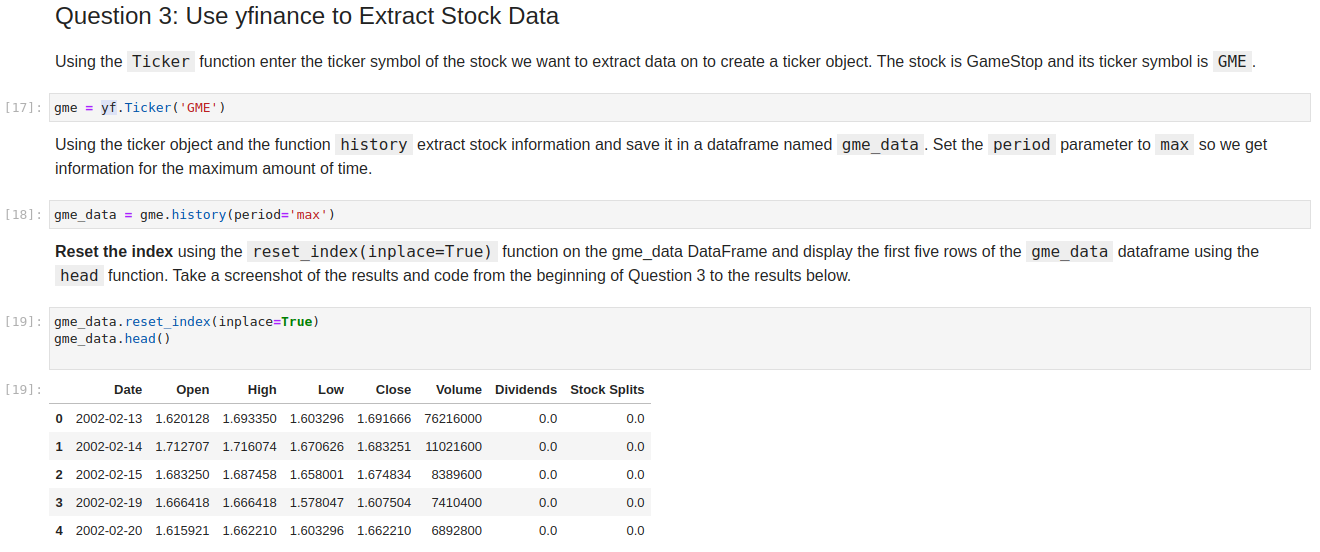 Question 3: Use yfinance to Extract Stock Data
Using the Ticker function enter the ticker symbol of the stock we want to extract data on to create a ticker object. The stock is GameStop and its ticker symbol is GME .
[17]: gme = yf.Ticker('GME')
Using the ticker object and the function history extract stock information and save it in a dataframe named gme_data . Set the period parameter to max so we get
information for the maximum amount of time.
[18]: gme_data = gme.history(period='max')
Reset the index using the reset_index(inplace=True) function on the gme_data DataFrame and display the first five rows of the gme_data dataframe using the
head function. Take a screenshot of the results and code from the beginning of Question 3 to the results below.
[19]: gme_data.reset_index(inplace=True)
gme_data.head()
[19]: Date Open High Low Close Volume Dividends Stock Splits
0 2002-02-13 1.620128 1.693350 1.603296 1.691666 76216000 0.0 0.0
1 2002-02-14 1.712707 1.716074 1.670626 1.683251 11021600 0.0 0.0
2 2002-02-15 1.683250 1.687458 1.658001 1.674834 8389600 0.0 0.0
3 2002-02-19 1.666418 1.666418 1.578047 1.607504 7410400 0.0 0.0
4 2002-02-20 1.615921 1.662210 1.603296 1.662210 6892800 0.0 0.0